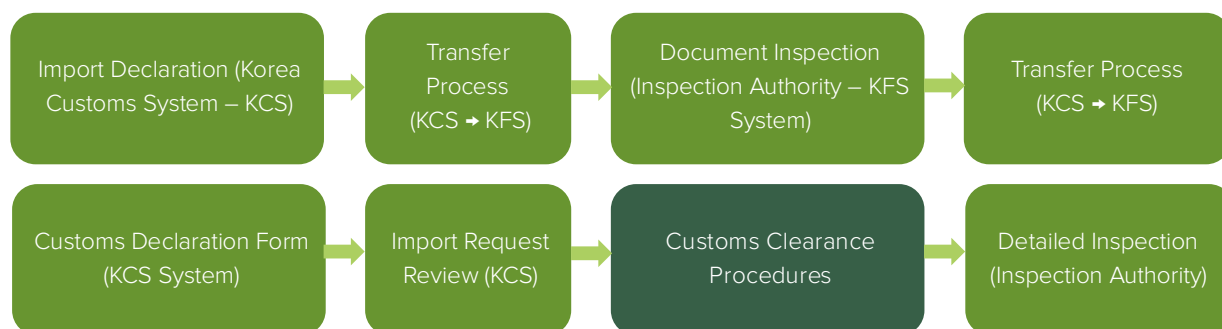 Import Declaration (Korea
Customs System – KCS)
Transfer
Process
(KCS → KFS)
Document Inspection
(Inspection Authority – KFS
System)
Transfer Process
(KCS → KFS)
Customs Declaration Form
(KCS System)
Import Request
Review (KCS)
Customs Clearance
Procedures
Detailed Inspection
(Inspection Authority)